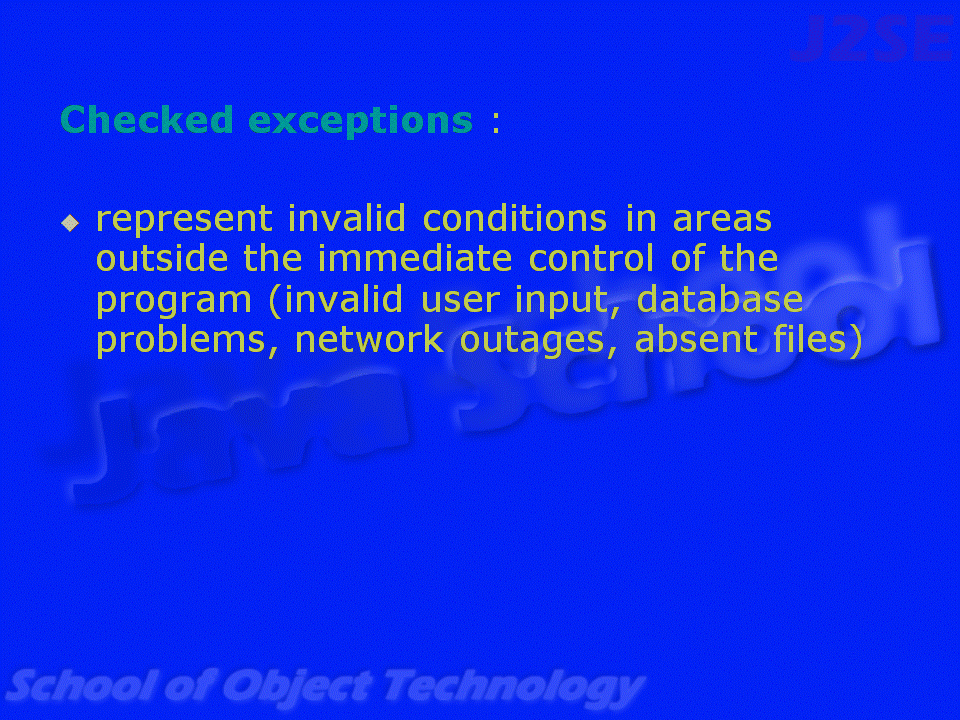 J2SE
Checked exceptions :
represent invalid conditions in areas
outside the immediate control of the
program (invalid user input, database
problems, network outages, absent files)
Java School
School of Object Technology